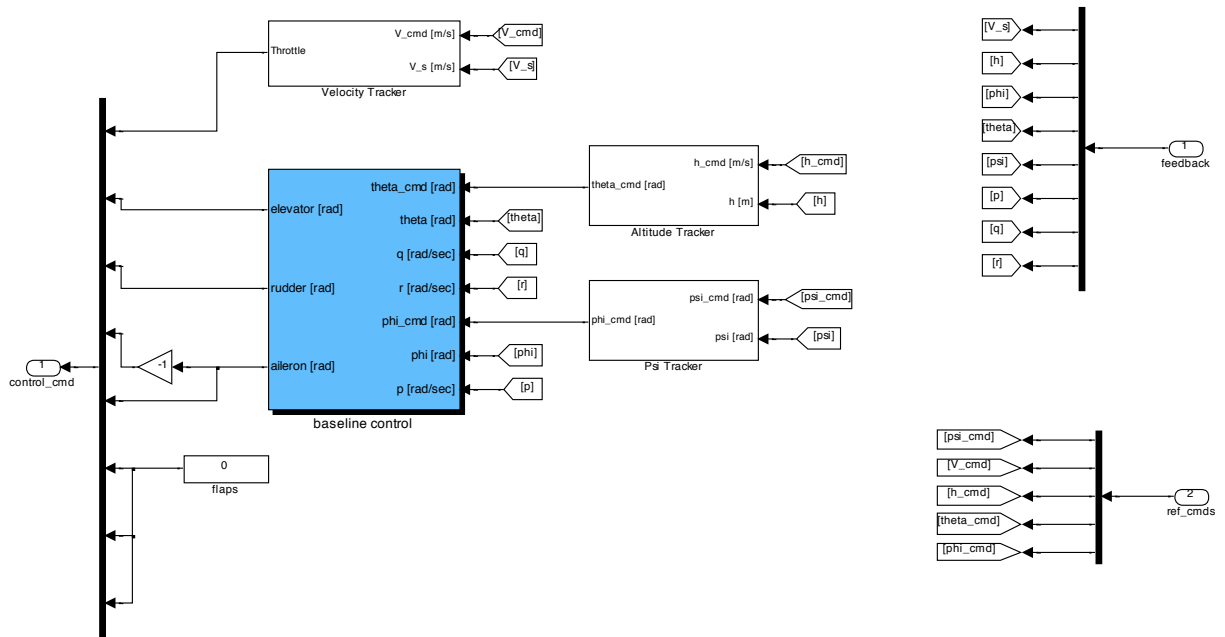 V_cmd [m/s]
[V_cmd]
Throttle
V_s [m/s]
[V_s]
Velocity Tracker
theta_cmd [rad]
theta [rad]
[theta]
elevator [rad]
q [rad/sec]
[q]
rudder [rad]
r [rad/sec]
[r]
phi_cmd [rad]
phi [rad]
[phi]
aileron [rad]
p [rad/sec]
[p]
baseline control
h_cmd [m/s]
[h_cmd]
theta_cmd [rad]
h [m]
[h]
Altitude Tracker
psi_cmd [rad]
[psi_cmd]
phi_cmd [rad]
psi [rad]
[psi]
Psi Tracker
-1
1
control_cmd
0
flaps
[V_s]
[h]
[phi]
[theta]
[psi]
[p]
[q]
[r]
1
feedback
[psi_cmd]
[V_cmd]
[h_cmd]
[theta_cmd]
[phi_cmd]
2
ref_cmds